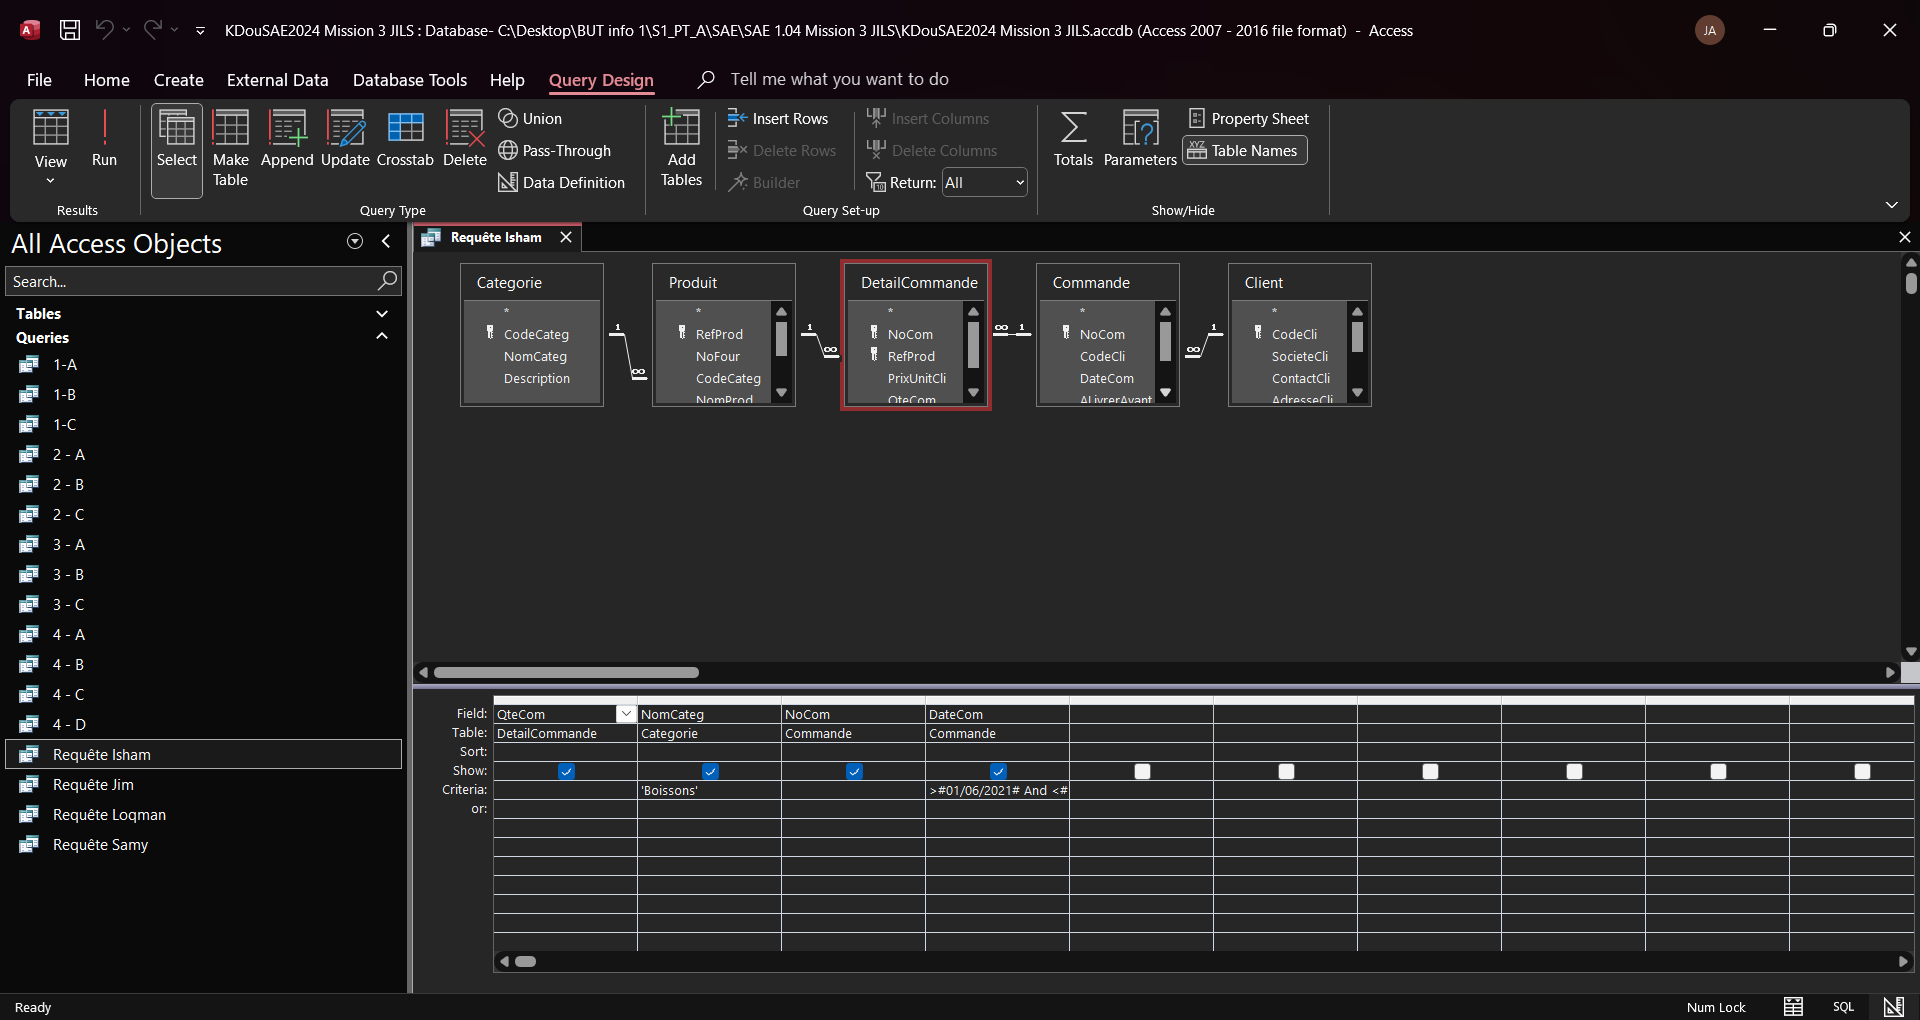 KDouSAE2024 Mission 3 JILS : Database- C:\Desktop\BUT info 1\S1_PT_A\SAE\SAE 1.04 Mission 3 JILS\KDouSAE2024 Mission 3 JILS.accdb (Access 2007 - 2016 file format) - Access
JA
File Home Create External Data Database Tools Help Query Design Tell me what you want to do
View
Run
Results
Select
Make Table
Append
Update
Crosstab
Delete
Union
Pass-Through
Data Definition
Query Type
Add Tables
Insert Rows
Delete Rows
Builder
Insert Columns
Delete Columns
Return: All
Query Set-up
Totals
Parameters
Property Sheet
Table Names
Show/Hide
All Access Objects
Search...
Tables
Queries
1-A
1-B
1-C
2 - A
2 - B
2 - C
3 - A
3 - B
3 - C
4 - A
4 - B
4 - C
4 - D
Requête Isham
Requête Jim
Requête Loqman
Requête Samy
Requête Isham
Categorie
*
CodeCateg
NomCateg
Description
1
∞
Produit
*
RefProd
NoFour
CodeCateg
NomProd
1
∞
DetailCommande
*
NoCom
RefProd
PrixUnitCli
QteCom
∞ 1
Commande
*
NoCom
CodeCli
DateCom
ALivrerAvant
∞
1
Client
*
CodeCli
SocieteCli
ContactCli
AdresseCli
Field: QteCom NomCateg NoCom DateCom
Table: DetailCommande Categorie Commande Commande
Sort:
Show:
Criteria: 'Boissons' >#01/06/2021# And <#
or:
Ready
Num Lock
SQL